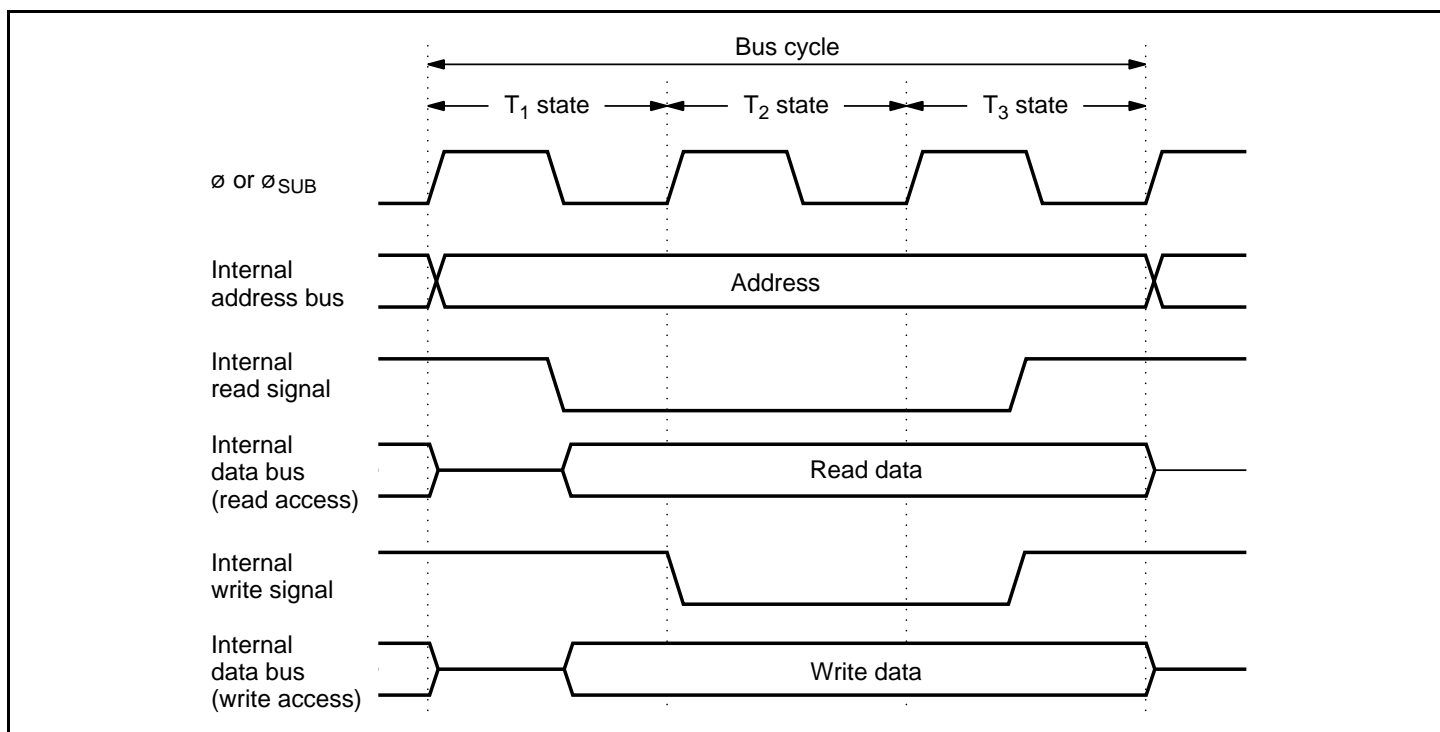 Bus cycle
T1 state T2 state T3 state
ø or øSUB
Internal
address bus
Address
Internal
read signal
Internal
data bus
(read access)
Read data
Internal
write signal
Internal
data bus
(write access)
Write data